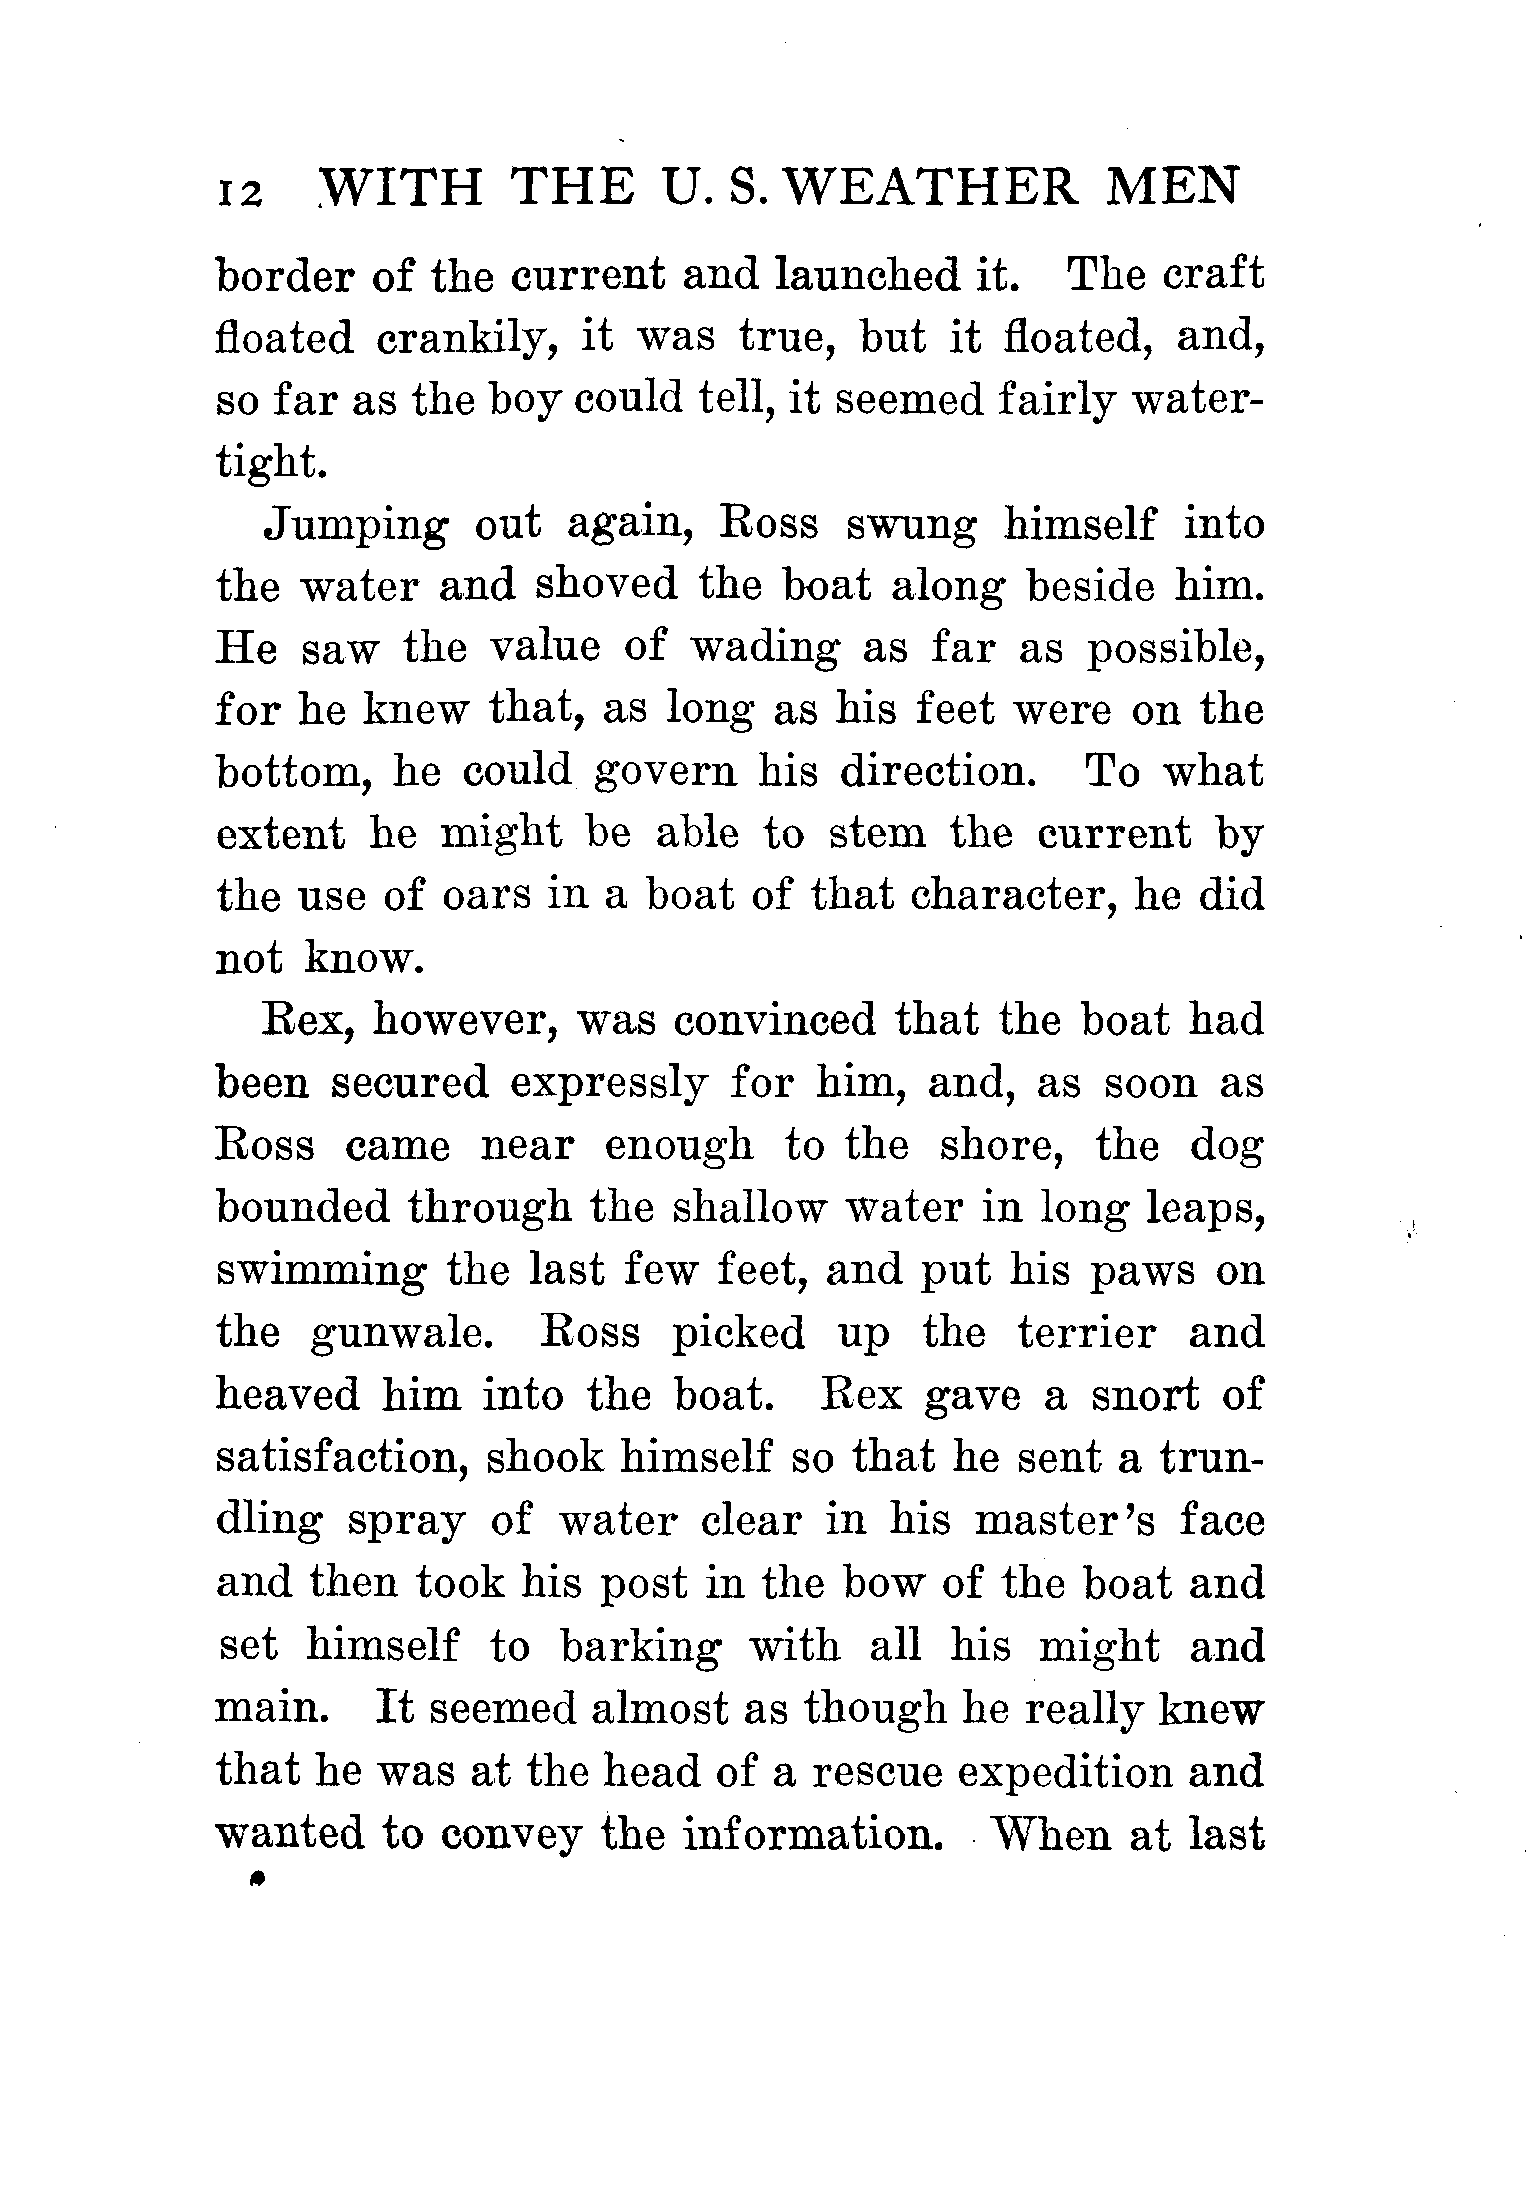 12 WITH THE U. S. WEATHER MEN
border of the current and launched it. The craft
floated crankily, it was true, but it floated, and,
so far as the boy could tell, it seemed fairly water-
tight.
Jumping out again, Ross swung himself into
the water and shoved the boat along beside him.
He saw the value of wading as far as possible,
for he knew that, as long as his feet were on the
bottom, he could govern his direction. To what
extent he might be able to stem the current by
the use of oars in a boat of that character, he did
not know.
Rex, however, was convinced that the boat had
been secured expressly for him, and, as soon as
Ross came near enough to the shore, the dog
bounded through the shallow water in long leaps,
swimming the last few feet, and put his paws on
the gunwale. Ross picked up the terrier and
heaved him into the boat. Rex gave a snort of
satisfaction, shook himself so that he sent a trun-
dling spray of water clear in his master's face
and then took his post in the bow of the boat and
set himself to barking with all his might and
main. It seemed almost as though he really knew
that he was at the head of a rescue expedition and
wanted to convey the information. When at last